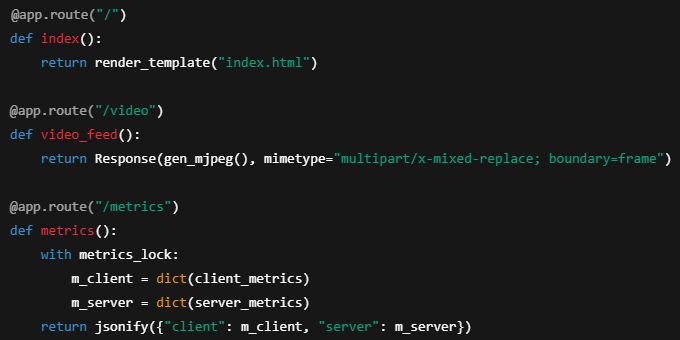 @app.route("/")
def index():
    return render_template("index.html")

@app.route("/video")
def video_feed():
    return Response(gen_mjpeg(), mimetype="multipart/x-mixed-replace; boundary=frame")

@app.route("/metrics")
def metrics():
    with metrics_lock:
        m_client = dict(client_metrics)
        m_server = dict(server_metrics)
    return jsonify({"client": m_client, "server": m_server})